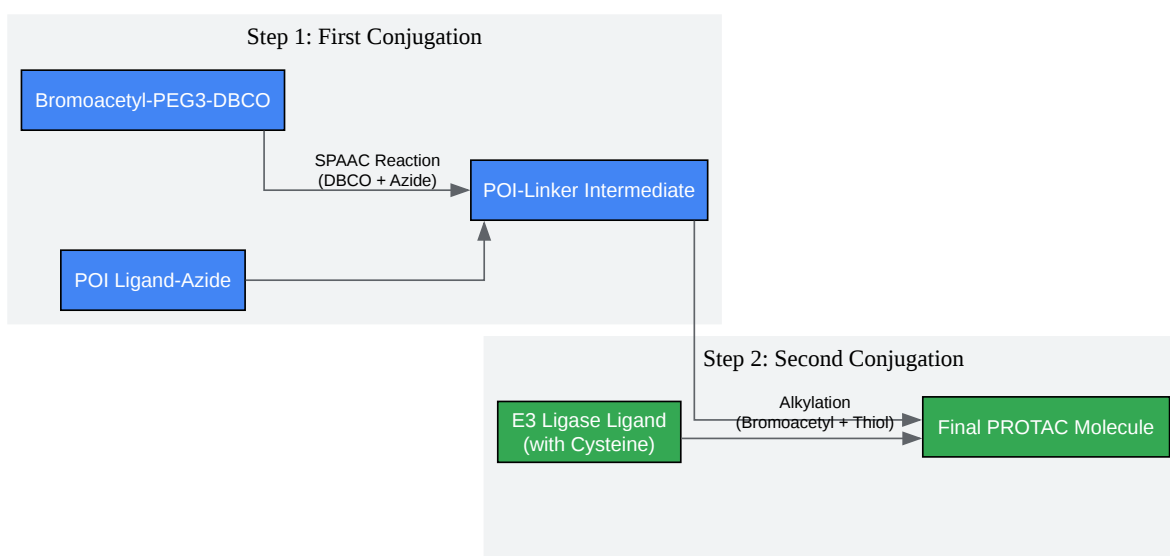 Step 1: First Conjugation
Bromoacetyl-PEG3-DBCO
SPAAC Reaction
(DBCO + Azide)
POI-Linker Intermediate
POI Ligand-Azide
Step 2: Second Conjugation
E3 Ligase Ligand
(with Cysteine)
Alkylation
(Bromoacetyl + Thiol)
Final PROTAC Molecule